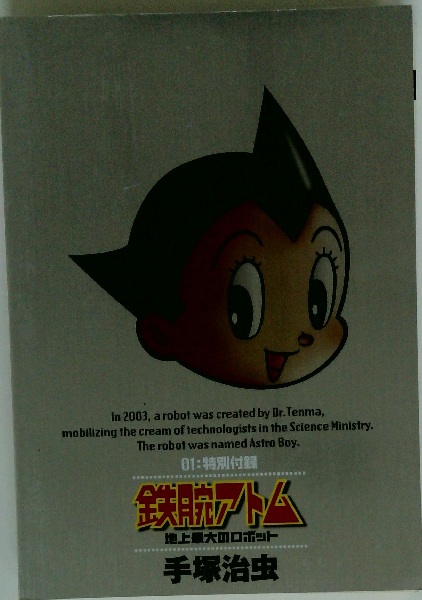 In 2003, a robot was created by Dr.Tenma,
mobilizing the cream of technologists in the Science Ministry.
The robot was named Astro Boy.
01:特別付録
鉄腕アトム
地上最大のロボット
手塚治虫